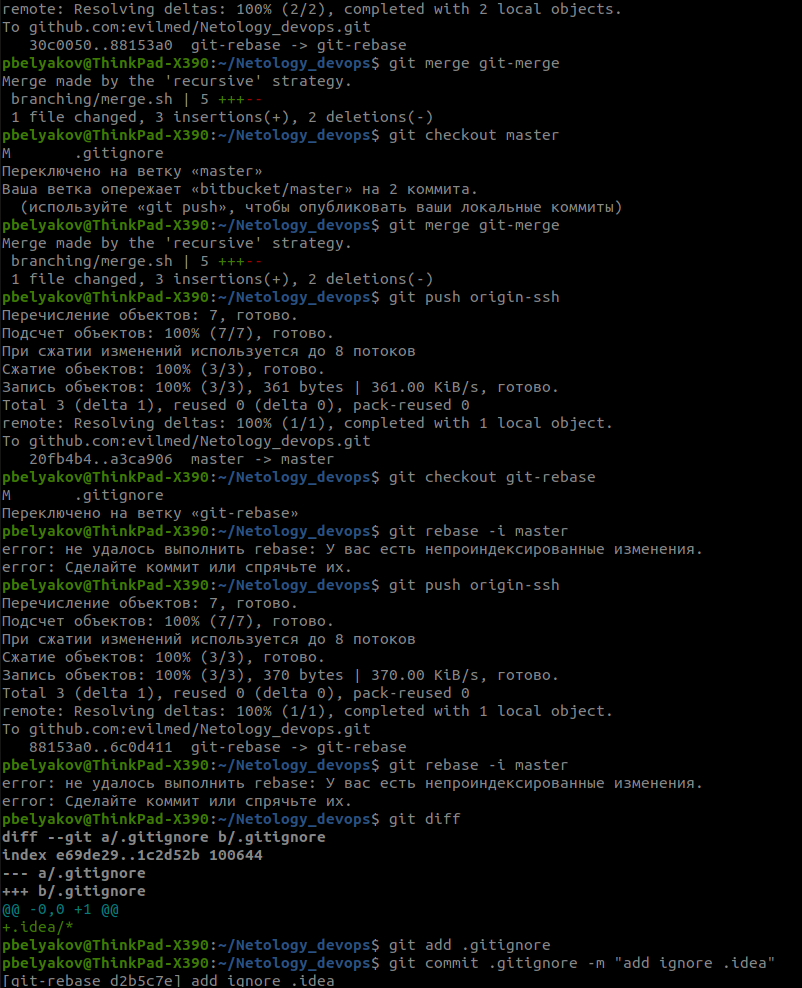 remote: Resolving deltas: 100% (2/2), completed with 2 local objects.
To github.com:evilmed/Netology_devops.git
   30c0050..88153a0  git-rebase -> git-rebase
pbelyakov@ThinkPad-X390:~/Netology_devops$ git merge git-merge
Merge made by the 'recursive' strategy.
 branching/merge.sh | 5 +++--
 1 file changed, 3 insertions(+), 2 deletions(-)
pbelyakov@ThinkPad-X390:~/Netology_devops$ git checkout master
M       .gitignore
Переключено на ветку «master»
Ваша ветка опережает «bitbucket/master» на 2 коммита.
  (используйте «git push», чтобы опубликовать ваши локальные коммиты)
pbelyakov@ThinkPad-X390:~/Netology_devops$ git merge git-merge
Merge made by the 'recursive' strategy.
 branching/merge.sh | 5 +++--
 1 file changed, 3 insertions(+), 2 deletions(-)
pbelyakov@ThinkPad-X390:~/Netology_devops$ git push origin-ssh
Перечисление объектов: 7, готово.
Подсчет объектов: 100% (7/7), готово.
При сжатии изменений используется до 8 потоков
Сжатие объектов: 100% (3/3), готово.
Запись объектов: 100% (3/3), 361 bytes | 361.00 KiB/s, готово.
Total 3 (delta 1), reused 0 (delta 0), pack-reused 0
remote: Resolving deltas: 100% (1/1), completed with 1 local object.
To github.com:evilmed/Netology_devops.git
   20fb4b4..a3ca906  master -> master
pbelyakov@ThinkPad-X390:~/Netology_devops$ git checkout git-rebase
M       .gitignore
Переключено на ветку «git-rebase»
pbelyakov@ThinkPad-X390:~/Netology_devops$ git rebase -i master
error: не удалось выполнить rebase: У вас есть непроиндексированные изменения.
error: Сделайте коммит или спрячьте их.
pbelyakov@ThinkPad-X390:~/Netology_devops$ git push origin-ssh
Перечисление объектов: 7, готово.
Подсчет объектов: 100% (7/7), готово.
При сжатии изменений используется до 8 потоков
Сжатие объектов: 100% (3/3), готово.
Запись объектов: 100% (3/3), 370 bytes | 370.00 KiB/s, готово.
Total 3 (delta 1), reused 0 (delta 0), pack-reused 0
remote: Resolving deltas: 100% (1/1), completed with 1 local object.
To github.com:evilmed/Netology_devops.git
   88153a0..6c0d411  git-rebase -> git-rebase
pbelyakov@ThinkPad-X390:~/Netology_devops$ git rebase -i master
error: не удалось выполнить rebase: У вас есть непроиндексированные изменения.
error: Сделайте коммит или спрячьте их.
pbelyakov@ThinkPad-X390:~/Netology_devops$ git diff
diff --git a/.gitignore b/.gitignore
index e69de29..1c2d52b 100644
--- a/.gitignore
+++ b/.gitignore
@@ -0,0 +1 @@
+.idea/*
pbelyakov@ThinkPad-X390:~/Netology_devops$ git add .gitignore
pbelyakov@ThinkPad-X390:~/Netology_devops$ git commit .gitignore -m "add ignore .idea"
[git-rebase d2b5c7e] add ignore .idea